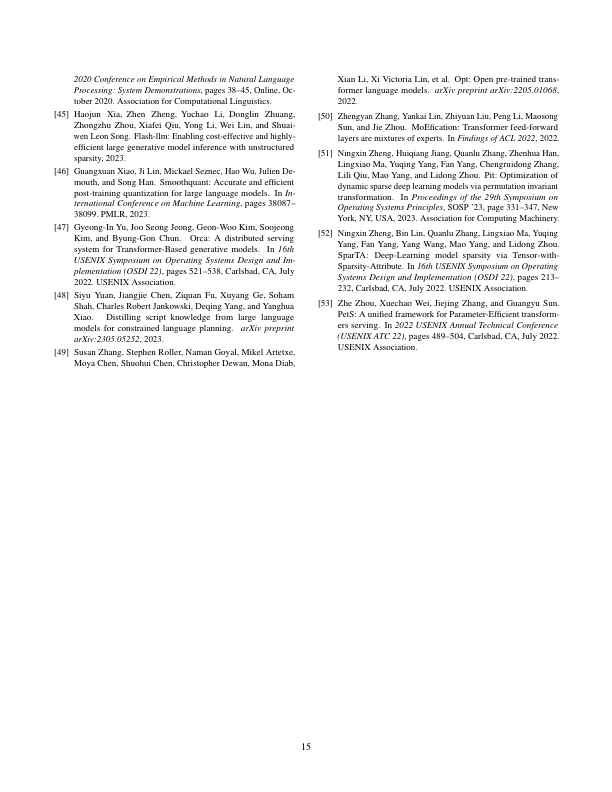 2020 Conference on Empirical Methods in Natural Language
Processing: System Demonstrations, pages 38–45, Online, Oc-
tober 2020. Association for Computational Linguistics.
[45] Haojun Xia, Zhen Zheng, Yuchao Li, Donglin Zhuang,
Zhongzhu Zhou, Xiafei Qiu, Yong Li, Wei Lin, and Shuai-
wen Leon Song. Flash-llm: Enabling cost-effective and highly-
efficient large generative model inference with unstructured
sparsity, 2023.
[46] Guangxuan Xiao, Ji Lin, Mickael Seznec, Hao Wu, Julien De-
mouth, and Song Han. Smoothquant: Accurate and efficient
post-training quantization for large language models. In In-
ternational Conference on Machine Learning, pages 38087–
38099. PMLR, 2023.
[47] Gyeong-In Yu, Joo Seong Jeong, Geon-Woo Kim, Soojeong
Kim, and Byung-Gon Chun. Orca: A distributed serving
system for Transformer-Based generative models. In 16th
USENIX Symposium on Operating Systems Design and Im-
plementation (OSDI 22), pages 521–538, Carlsbad, CA, July
2022. USENIX Association.
[48] Siyu Yuan, Jiangjie Chen, Ziquan Fu, Xuyang Ge, Soham
Shah, Charles Robert Jankowski, Deqing Yang, and Yanghua
Xiao. Distilling script knowledge from large language
models for constrained language planning. arXiv preprint
arXiv:2305.05252, 2023.
[49] Susan Zhang, Stephen Roller, Naman Goyal, Mikel Artetxe,
Moya Chen, Shuohui Chen, Christopher Dewan, Mona Diab,
Xian Li, Xi Victoria Lin, et al. Opt: Open pre-trained trans-
former language models. arXiv preprint arXiv:2205.01068,
2022.
[50] Zhengyan Zhang, Yankai Lin, Zhiyuan Liu, Peng Li, Maosong
Sun, and Jie Zhou. MoEfication: Transformer feed-forward
layers are mixtures of experts. In Findings of ACL 2022, 2022.
[51] Ningxin Zheng, Huiqiang Jiang, Quanlu Zhang, Zhenhua Han,
Lingxiao Ma, Yuqing Yang, Fan Yang, Chengruidong Zhang,
Lili Qiu, Mao Yang, and Lidong Zhou. Pit: Optimization of
dynamic sparse deep learning models via permutation invariant
transformation. In Proceedings of the 29th Symposium on
Operating Systems Principles, SOSP ’23, page 331–347, New
York, NY, USA, 2023. Association for Computing Machinery.
[52] Ningxin Zheng, Bin Lin, Quanlu Zhang, Lingxiao Ma, Yuqing
Yang, Fan Yang, Yang Wang, Mao Yang, and Lidong Zhou.
SparTA: Deep-Learning model sparsity via Tensor-with-
Sparsity-Attribute. In 16th USENIX Symposium on Operating
Systems Design and Implementation (OSDI 22), pages 213–
232, Carlsbad, CA, July 2022. USENIX Association.
[53] Zhe Zhou, Xuechao Wei, Jiejing Zhang, and Guangyu Sun.
PetS: A unified framework for Parameter-Efficient transform-
ers serving. In 2022 USENIX Annual Technical Conference
(USENIX ATC 22), pages 489–504, Carlsbad, CA, July 2022.
USENIX Association.
15